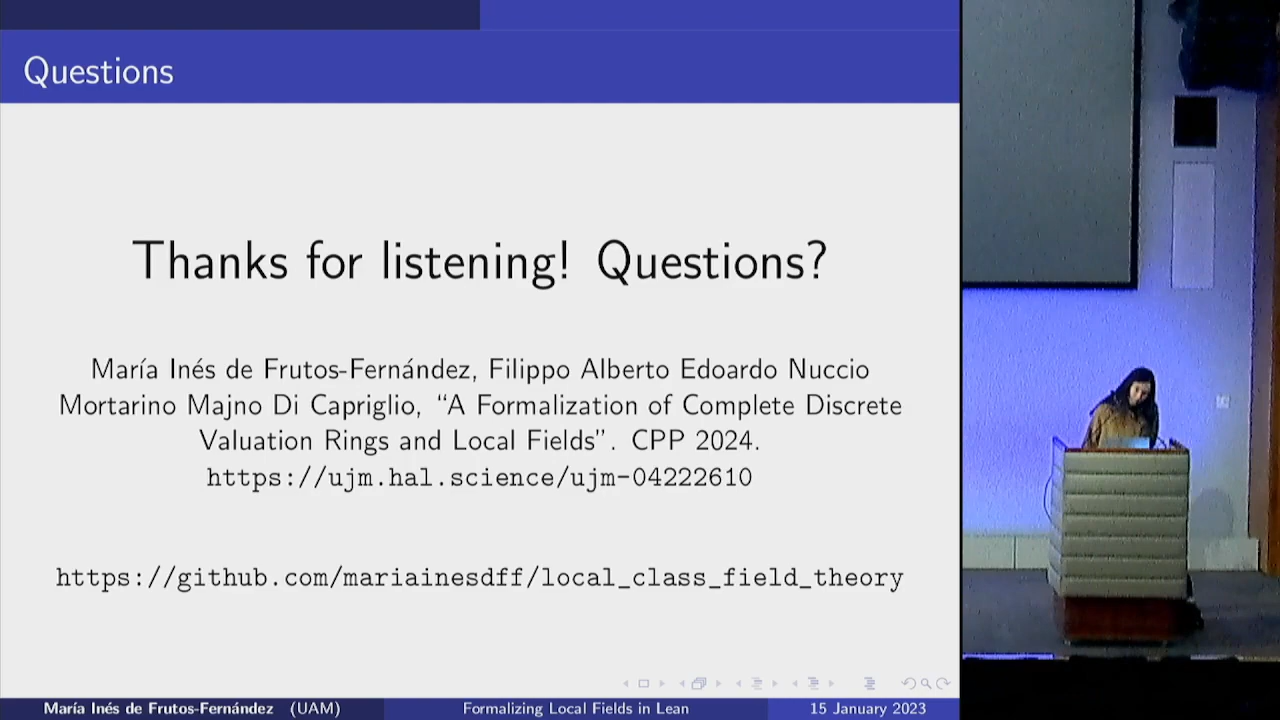 Questions
Thanks for listening! Questions?
María Inés de Frutos-Fernández, Filippo Alberto Edoardo Nuccio
Mortarino Majno Di Capriglio, “A Formalization of Complete Discrete
Valuation Rings and Local Fields”. CPP 2024.
https://ujm.hal.science/ujm-04222610
https://github.com/mariainesdff/local_class_field_theory
María Inés de Frutos-Fernández (UAM) Formalizing Local Fields in Lean 15 January 2023